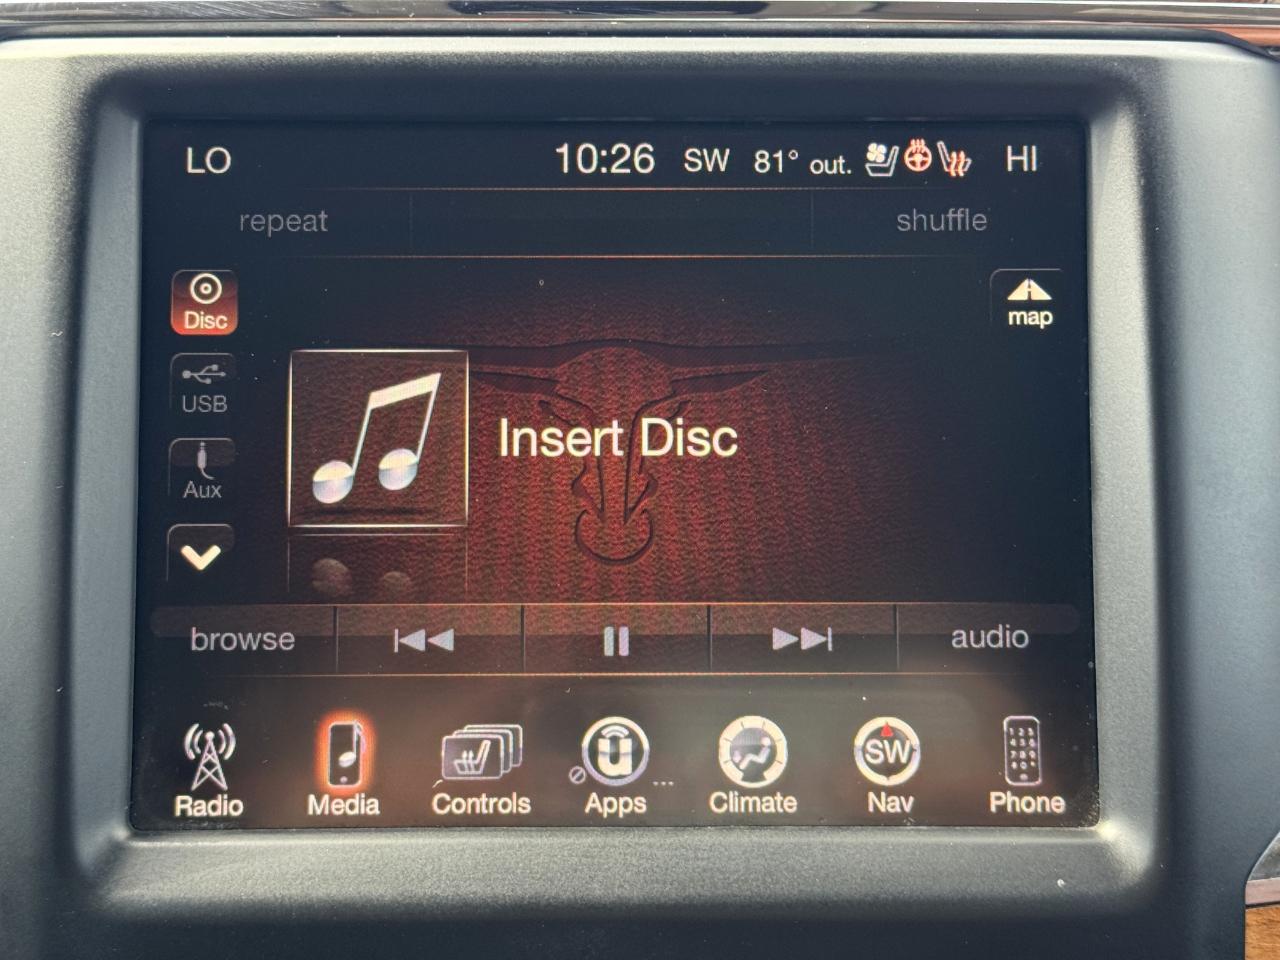 LO 10:26 SW 81° out. HI
repeat shuffle
Disc
map
USB
Aux
Insert Disc
browse audio
SW
Radio Media Controls Apps Climate Nav Phone